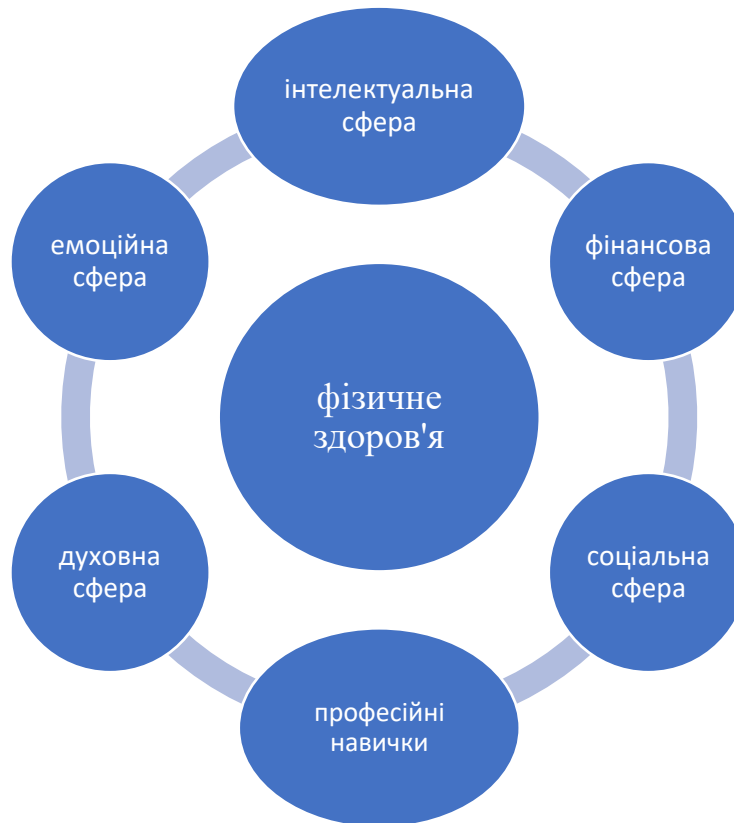 інтелектуальна
сфера
емоційна
сфера
фінансова
сфера
фізичне
здоров'я
духовна
сфера
соціальна
сфера
професійні
навички